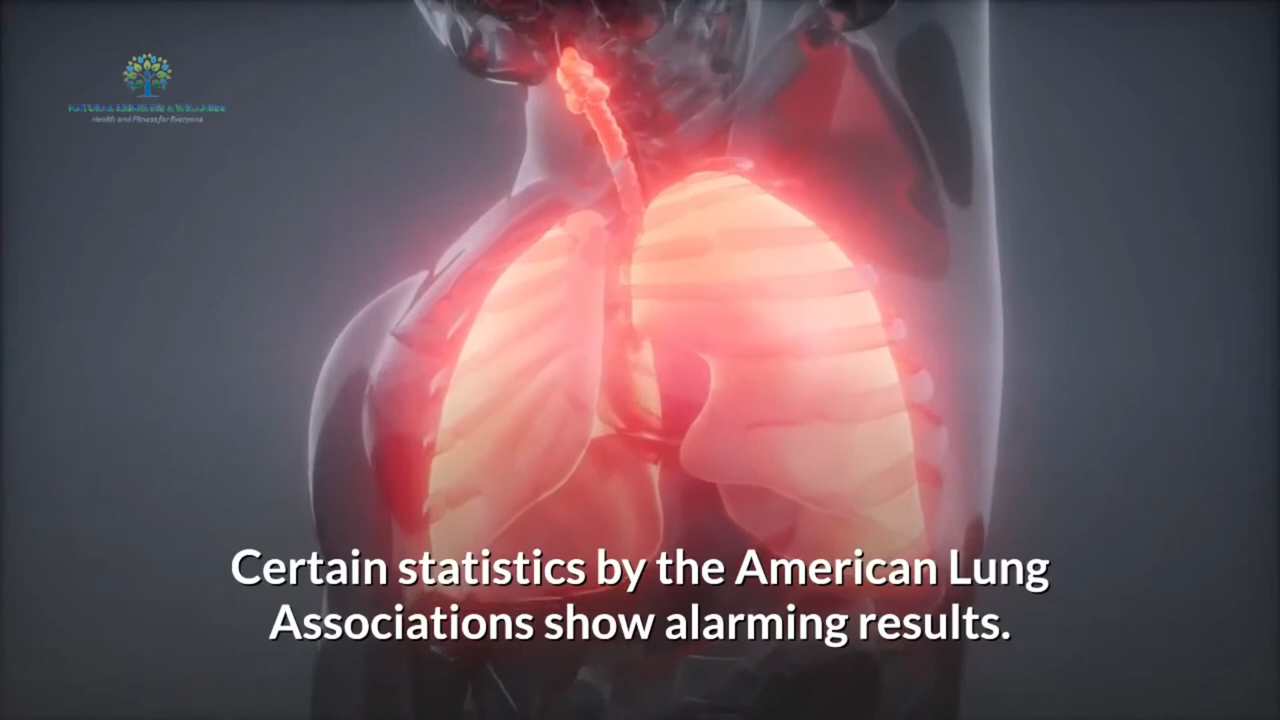 Health and Fitness for Everyone
Certain statistics by the American Lung
Associations show alarming results.